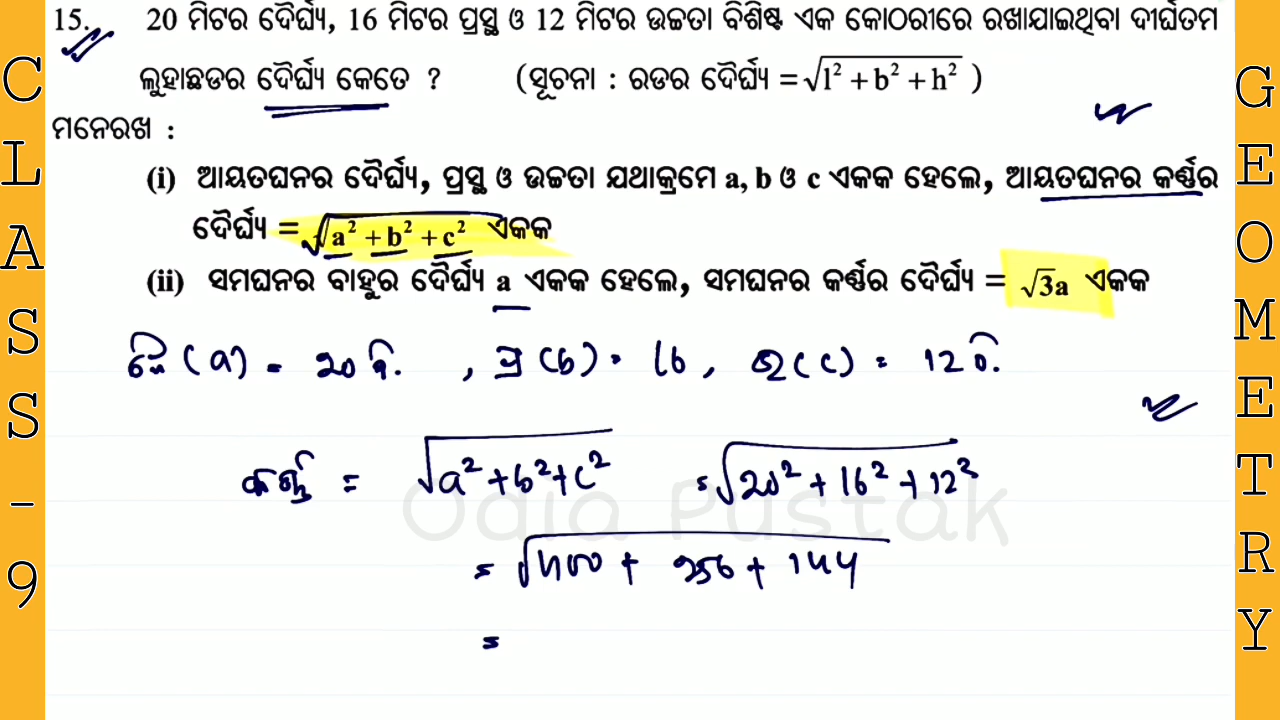 CLASS-9
15. 20 ମିଟର ଦୈର୍ଘ୍ୟ, 16 ମିଟର ପ୍ରସ୍ଥ ଓ 12 ମିଟର ଉଚ୍ଚତା ବିଶିଷ୍ଟ ଏକ କୋଠରୀରେ ରଖାଯାଇଥିବା ଦୀର୍ଘତମ
ଲୁହାଛଡର ଦୈର୍ଘ୍ୟ କେତେ ? (ସୂଚନା : ରଡର ଦୈର୍ଘ୍ୟ = √(l² + b² + h²) )
ମନେରଖ :
(i) ଆୟତଘନର ଦୈର୍ଘ୍ୟ, ପ୍ରସ୍ଥ ଓ ଉଚ୍ଚତା ଯଥାକ୍ରମେ a, b ଓ c ଏକକ ହେଲେ, ଆୟତଘନର କର୍ଣ୍ଣର
ଦୈର୍ଘ୍ୟ = √(a² + b² + c²) ଏକକ
(ii) ସମଘନର ବାହୁର ଦୈର୍ଘ୍ୟ a ଏକକ ହେଲେ, ସମଘନର କର୍ଣ୍ଣର ଦୈର୍ଘ୍ୟ = √3a ଏକକ
ଦୈ (a) = 20 ମି. , ପ୍ର (b) = 16 , ଉ (c) = 12 ମି.
କର୍ଣ୍ଣ = √(a² + b² + c²) = √(20² + 16² + 12²)
Odia Pustak
= √(400 + 256 + 144
=
GEOMETRY